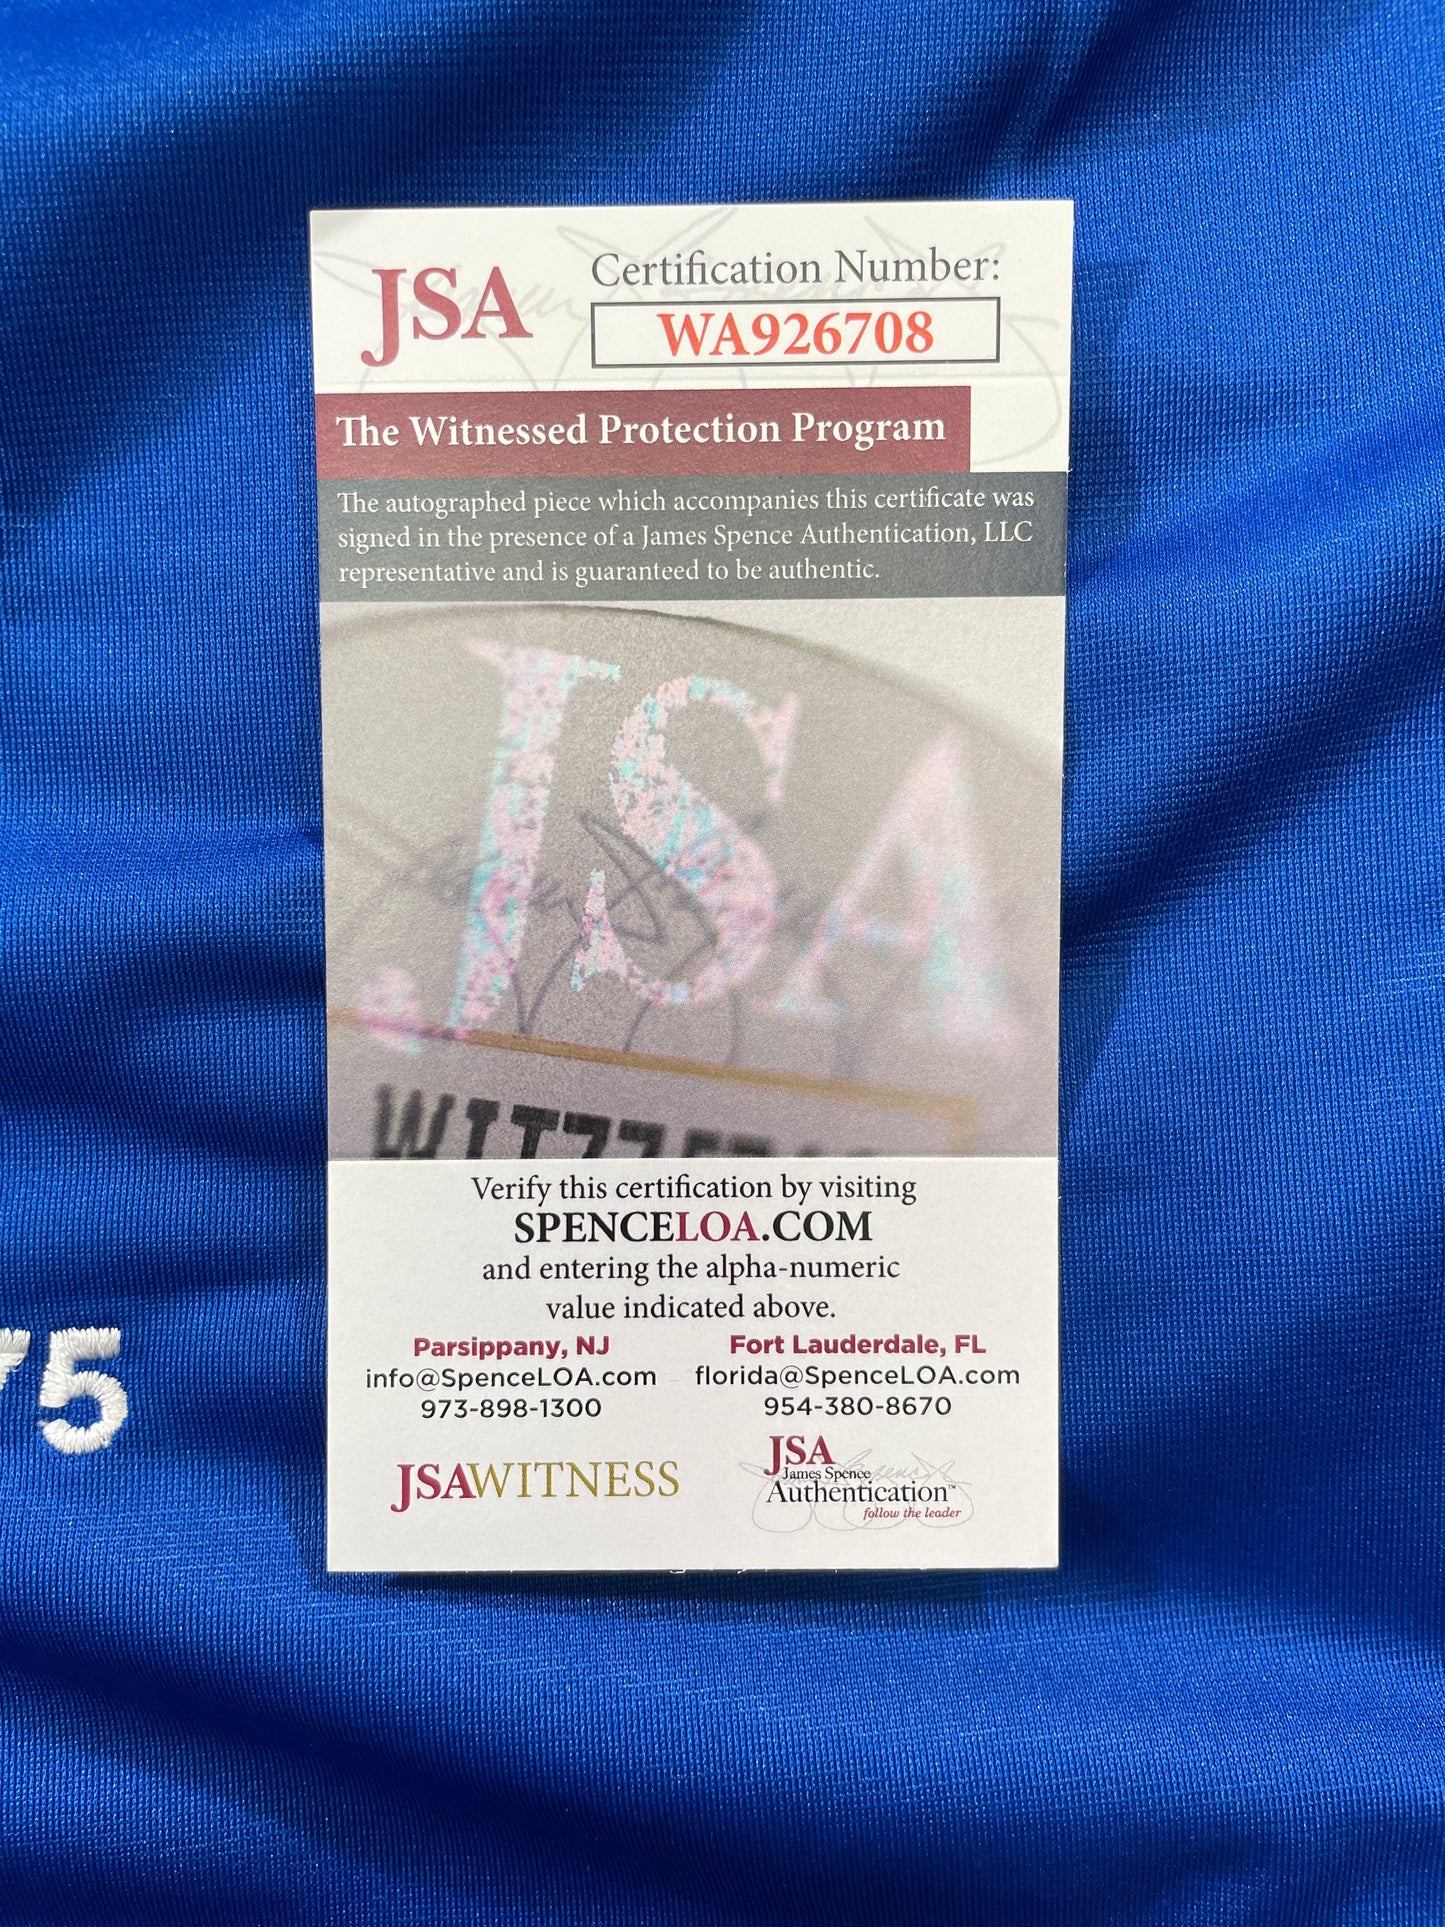 JSA
Certification Number:
WA926708
The Witnessed Protection Program
The autographed piece which accompanies this certificate was
signed in the presence of a James Spence Authentication, LLC
representative and is guaranteed to be authentic.
JSA
Verify this certification by visiting
SPENCELOA.COM
and entering the alpha-numeric
value indicated above.
Parsippany, NJ
info@SpenceLOA.com
973-898-1300
Fort Lauderdale, FL
florida@SpenceLOA.com
954-380-8670
75
JSAWITNESS
JSA
James Spence
Authentication™
follow the leader